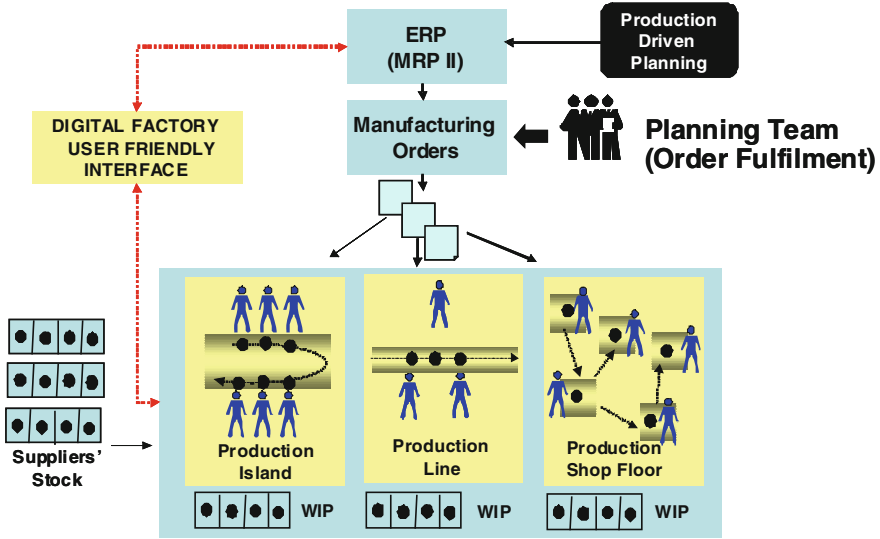 ERP
(MRP II)
Production
Driven
Planning
DIGITAL FACTORY
USER FRIENDLY
INTERFACE
Manufacturing
Orders
Planning Team
(Order Fulfilment)
Suppliers'
Stock
Production
Island
Production
Line
Production
Shop Floor
WIP
WIP
WIP